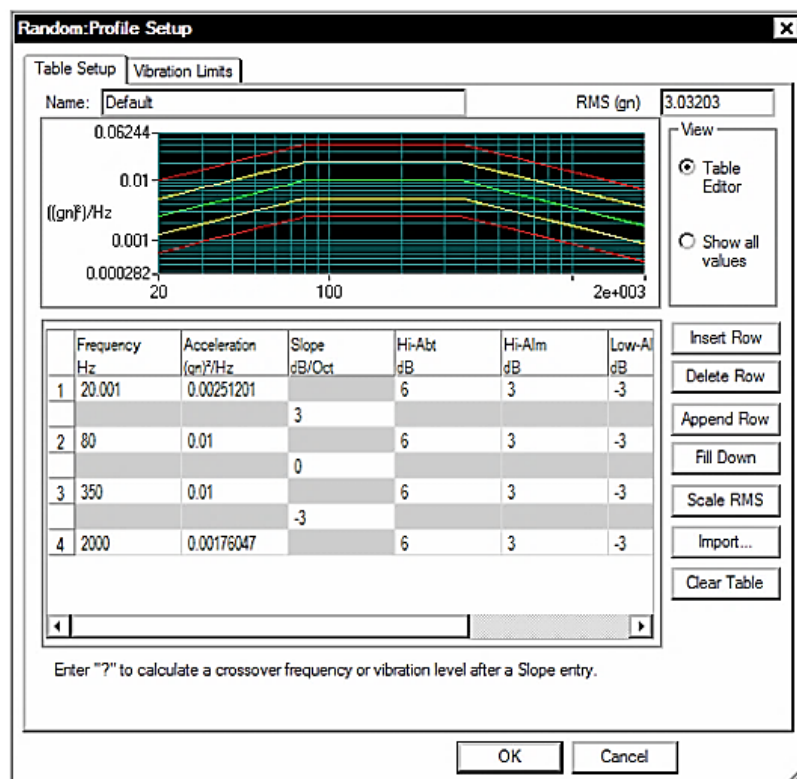 Random:Profile Setup
Table Setup Vibration Limits
Name: Default RMS (gn) 3.03203
View
Table Editor
Show all values
0.06244
0.01
((gn)²)/Hz
0.001
0.000282
20 100 2e+003
Frequency Hz Acceleration (gn)²/Hz Slope dB/Oct Hi-Abt dB Hi-Alm dB Low-Al dB
1 20.001 0.00251201 6 3 -3
3
2 80 0.01 6 3 -3
0
3 350 0.01 6 3 -3
-3
4 2000 0.00176047 6 3 -3
Insert Row
Delete Row
Append Row
Fill Down
Scale RMS
Import...
Clear Table
Enter "?" to calculate a crossover frequency or vibration level after a Slope entry.
OK Cancel